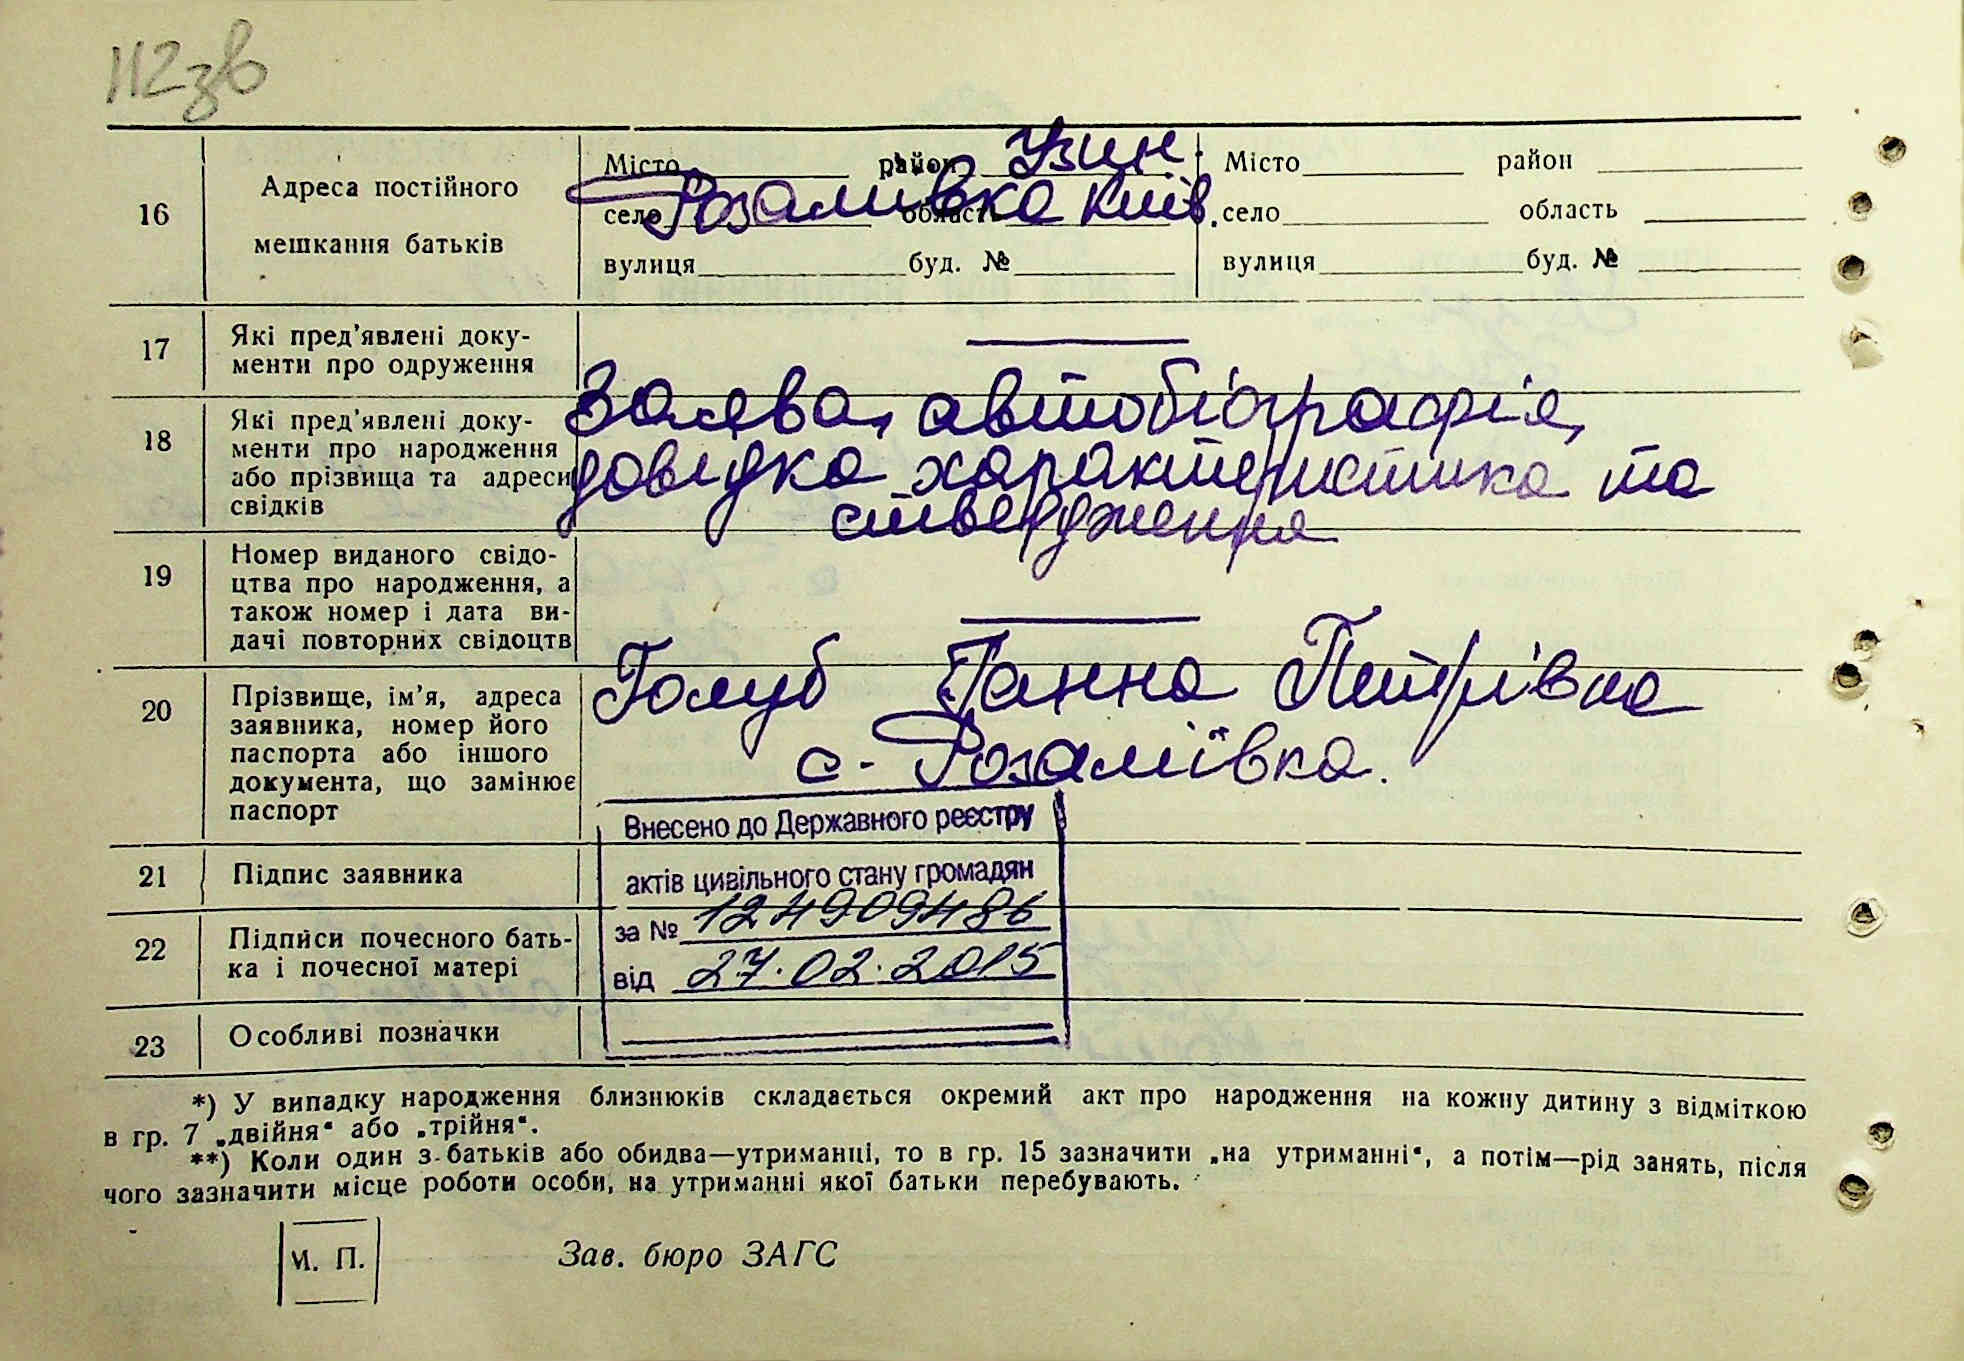 112зв
16
Адреса постійного
мешкання батьків
Місто район Узин.
село Розаливка область Київ.
вулиця буд. №
Місто район
село область
вулиця буд. №
17
Які пред'явлені доку-
менти про одруження
18
Які пред'явлені доку-
менти про народження
або прізвища та адреси
свідків
Заява, автобіографія,
довідка характеристика та
ствердження
19
Номер виданого свідо-
цтва про народження, а
також номер і дата ви-
дачі повторних свідоцтв
20
Прізвище, ім'я, адреса
заявника, номер його
паспорта або іншого
документа, що замінює
паспорт
Голуб Ганна Петрівна
с. Розаліївка.
Внесено до Державного реєстру
актів цивільного стану громадян
за № 124909486
від 27.02.2015
21
Підпис заявника
22
Підписи почесного бать-
ка і почесної матері
23
Особливі позначки
*) У випадку народження близнюків складається окремий акт про народження на кожну дитину з відміткою
в гр. 7 „двійня“ або „трійня“.
**) Коли один з батьків або обидва—утриманці, то в гр. 15 зазначити „на утриманні“, а потім—рід занять, після
чого зазначити місце роботи особи, на утриманні якої батьки перебувають.
М. П.
Зав. бюро ЗАГС